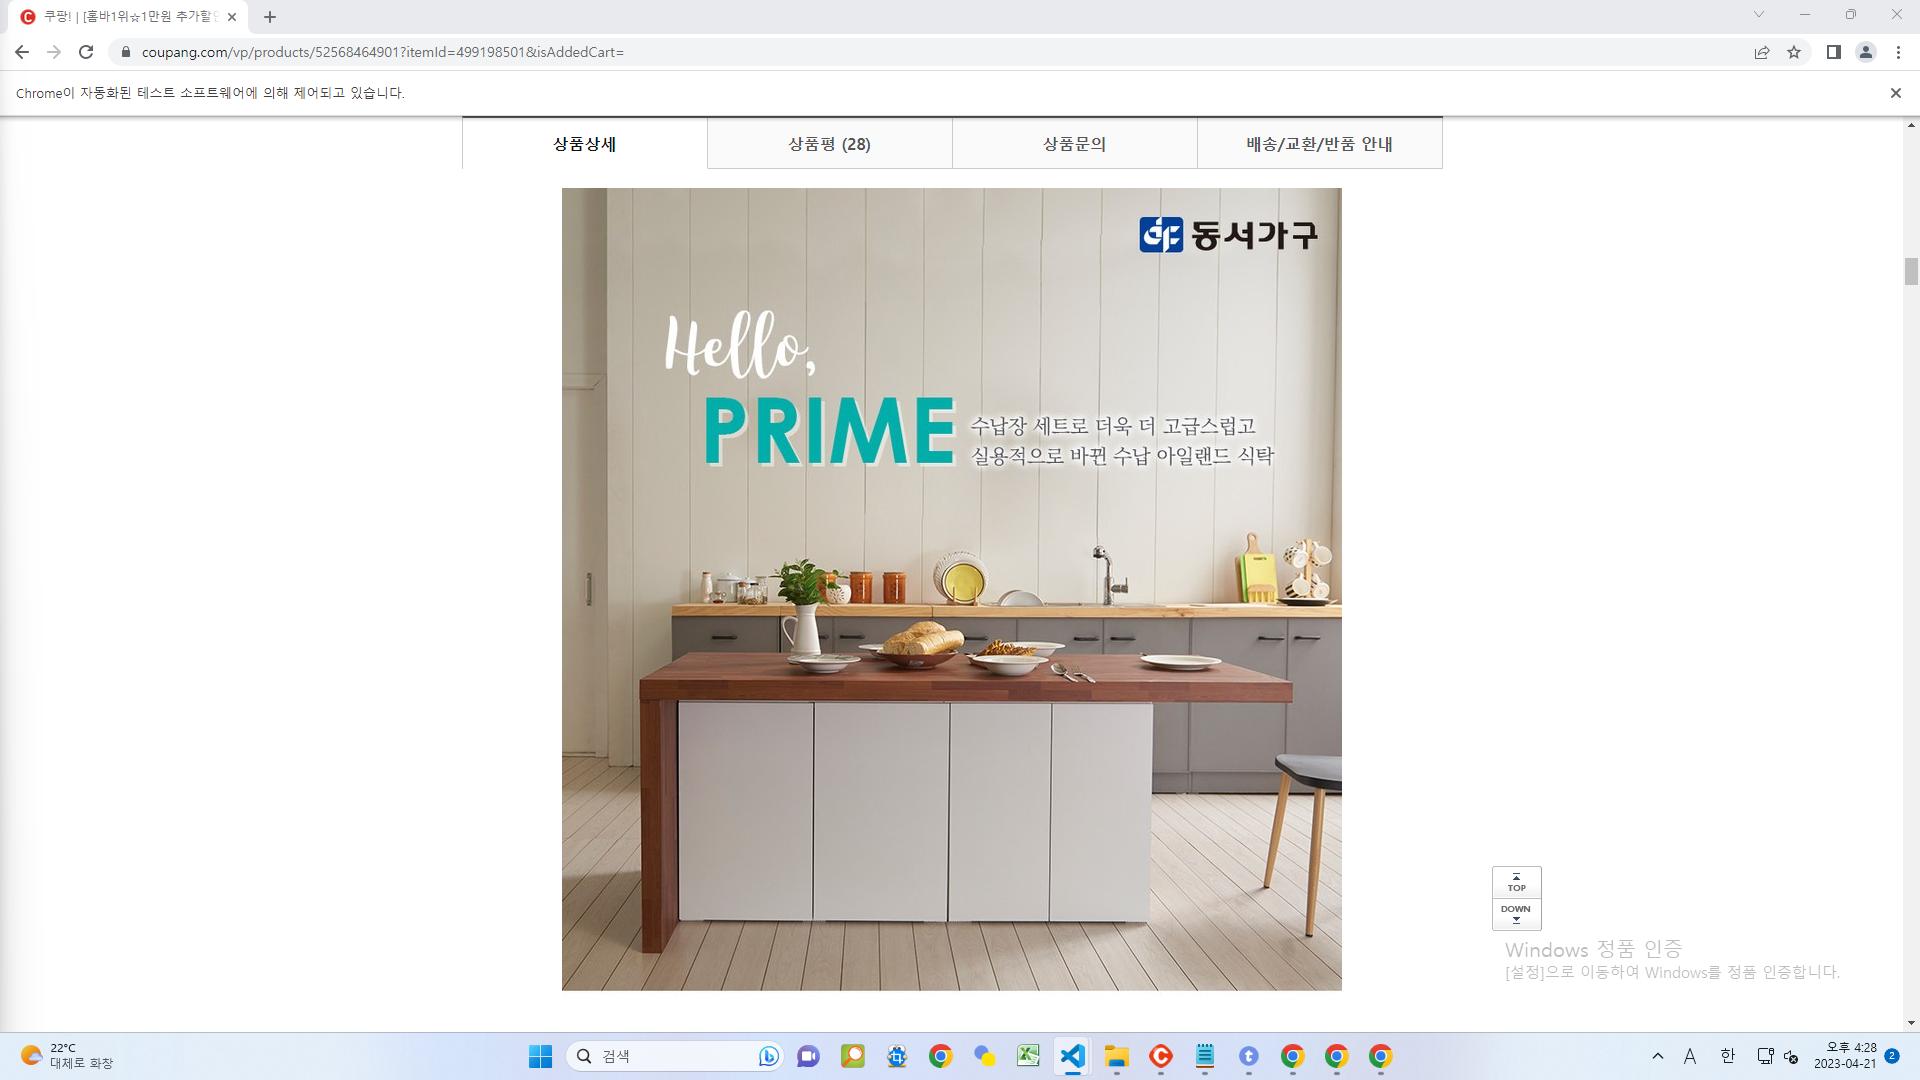 쿠팡! | [홈바1위☆1만원 추가할인
coupang.com/vp/products/52568464901?itemId=499198501&isAddedCart=
Chrome이 자동화된 테스트 소프트웨어에 의해 제어되고 있습니다.
상품상세
상품평 (28)
상품문의
배송/교환/반품 안내
동서가구
Hello,
PRIME
수납장 세트로 더욱 더 고급스럽고
실용적으로 바뀐 수납 아일랜드 식탁
TOP
DOWN
Windows 정품 인증
[설정]으로 이동하여 Windows를 정품 인증합니다.
22°C
대체로 화창
검색
A
한
오후 4:28
2023-04-21
2